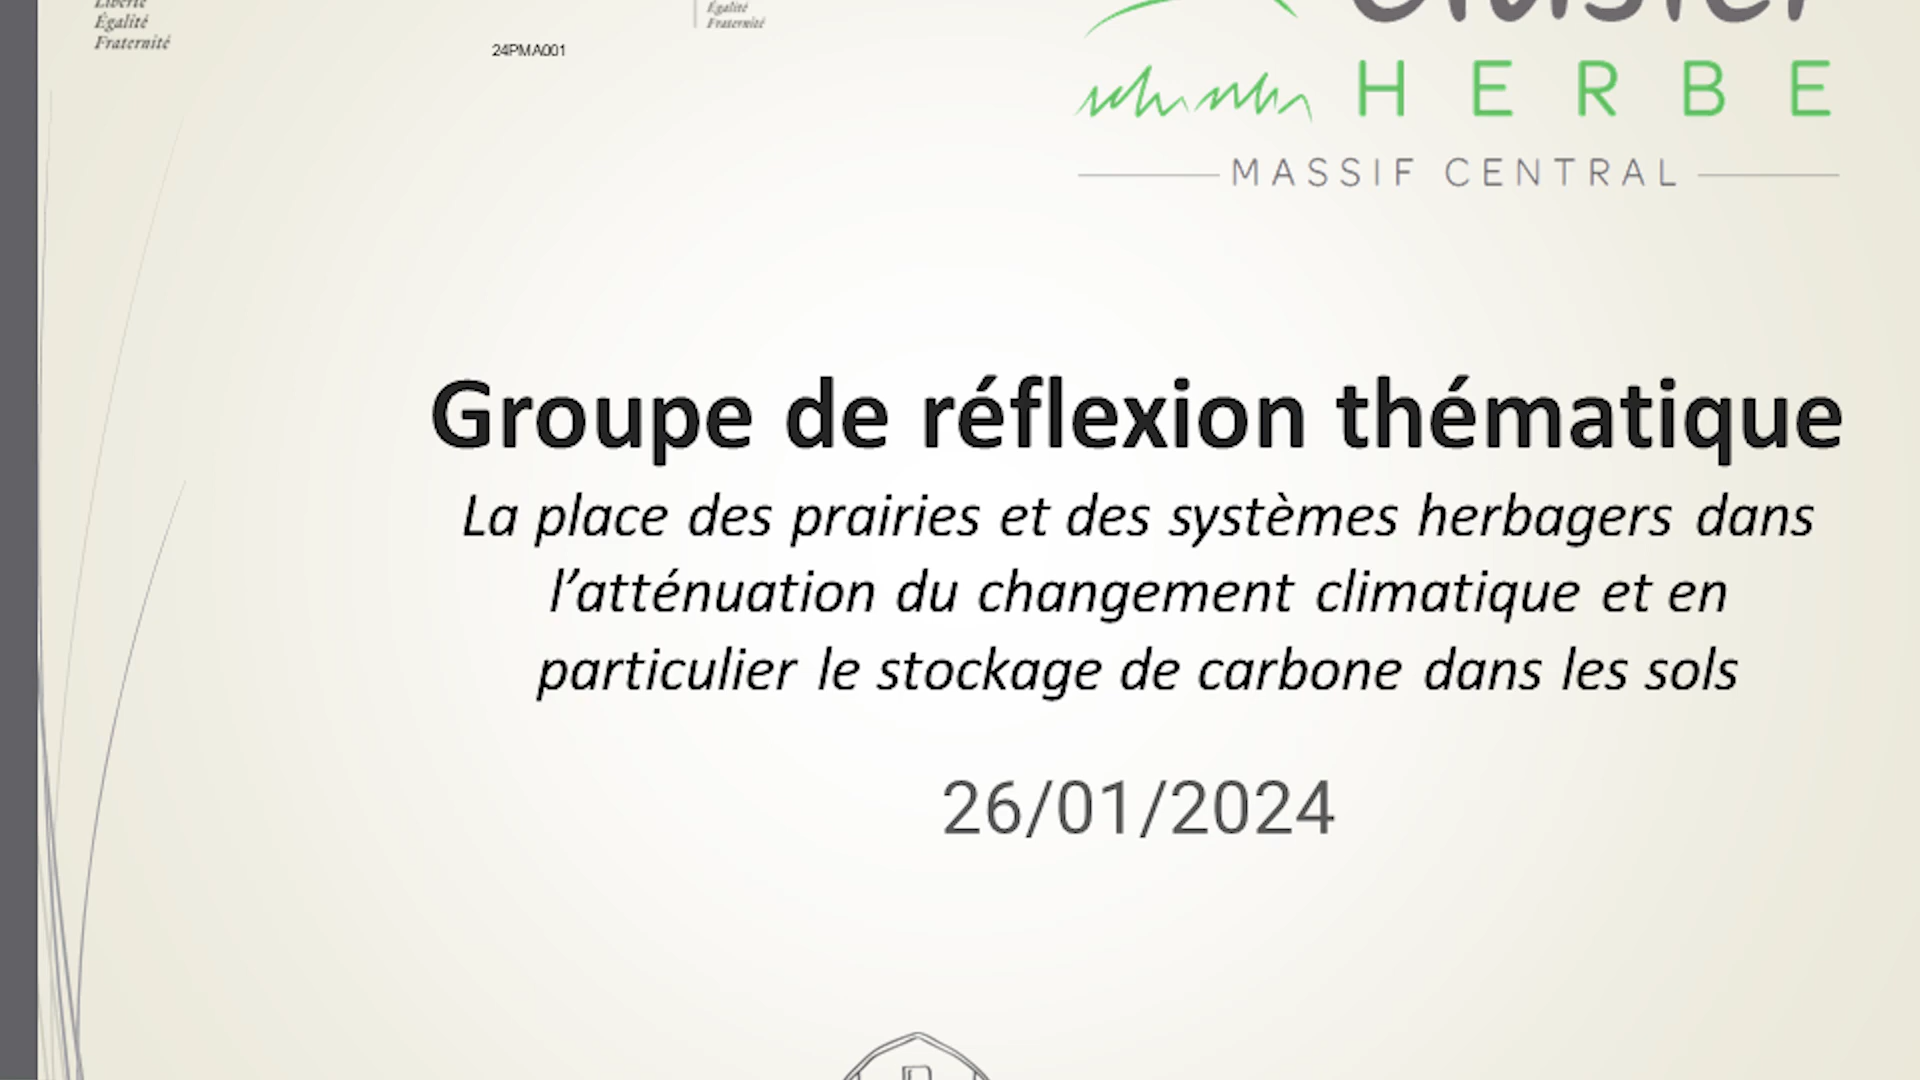 Liberté
Égalité
Fraternité
Égalité
Fraternité
24PMA001
Cluster
HERBE
MASSIF CENTRAL
Groupe de réflexion thématique
La place des prairies et des systèmes herbagers dans
l’atténuation du changement climatique et en
particulier le stockage de carbone dans les sols
26/01/2024